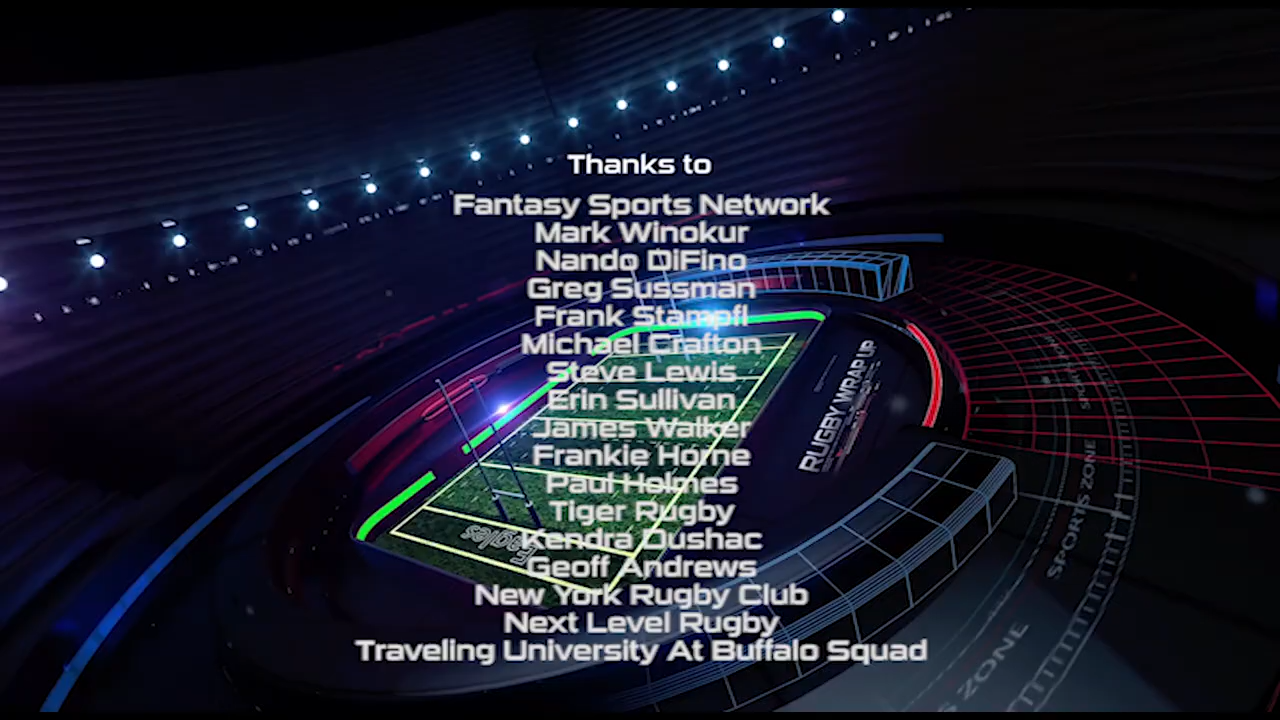 Thanks to
Fantasy Sports Network
Mark Winokur
Nando DiFino
Greg Sussman
Frank Stampfl
Michael Crafton
Steve Lewis
Erin Sullivan
James Walker
Frankie Horne
Paul Holmes
Tiger Rugby
Kendra Dushac
Geoff Andrews
New York Rugby Club
Next Level Rugby
Traveling University At Buffalo Squad
RUGBY WRAP UP
Eagles
SPORTS ZONE
S ZONE